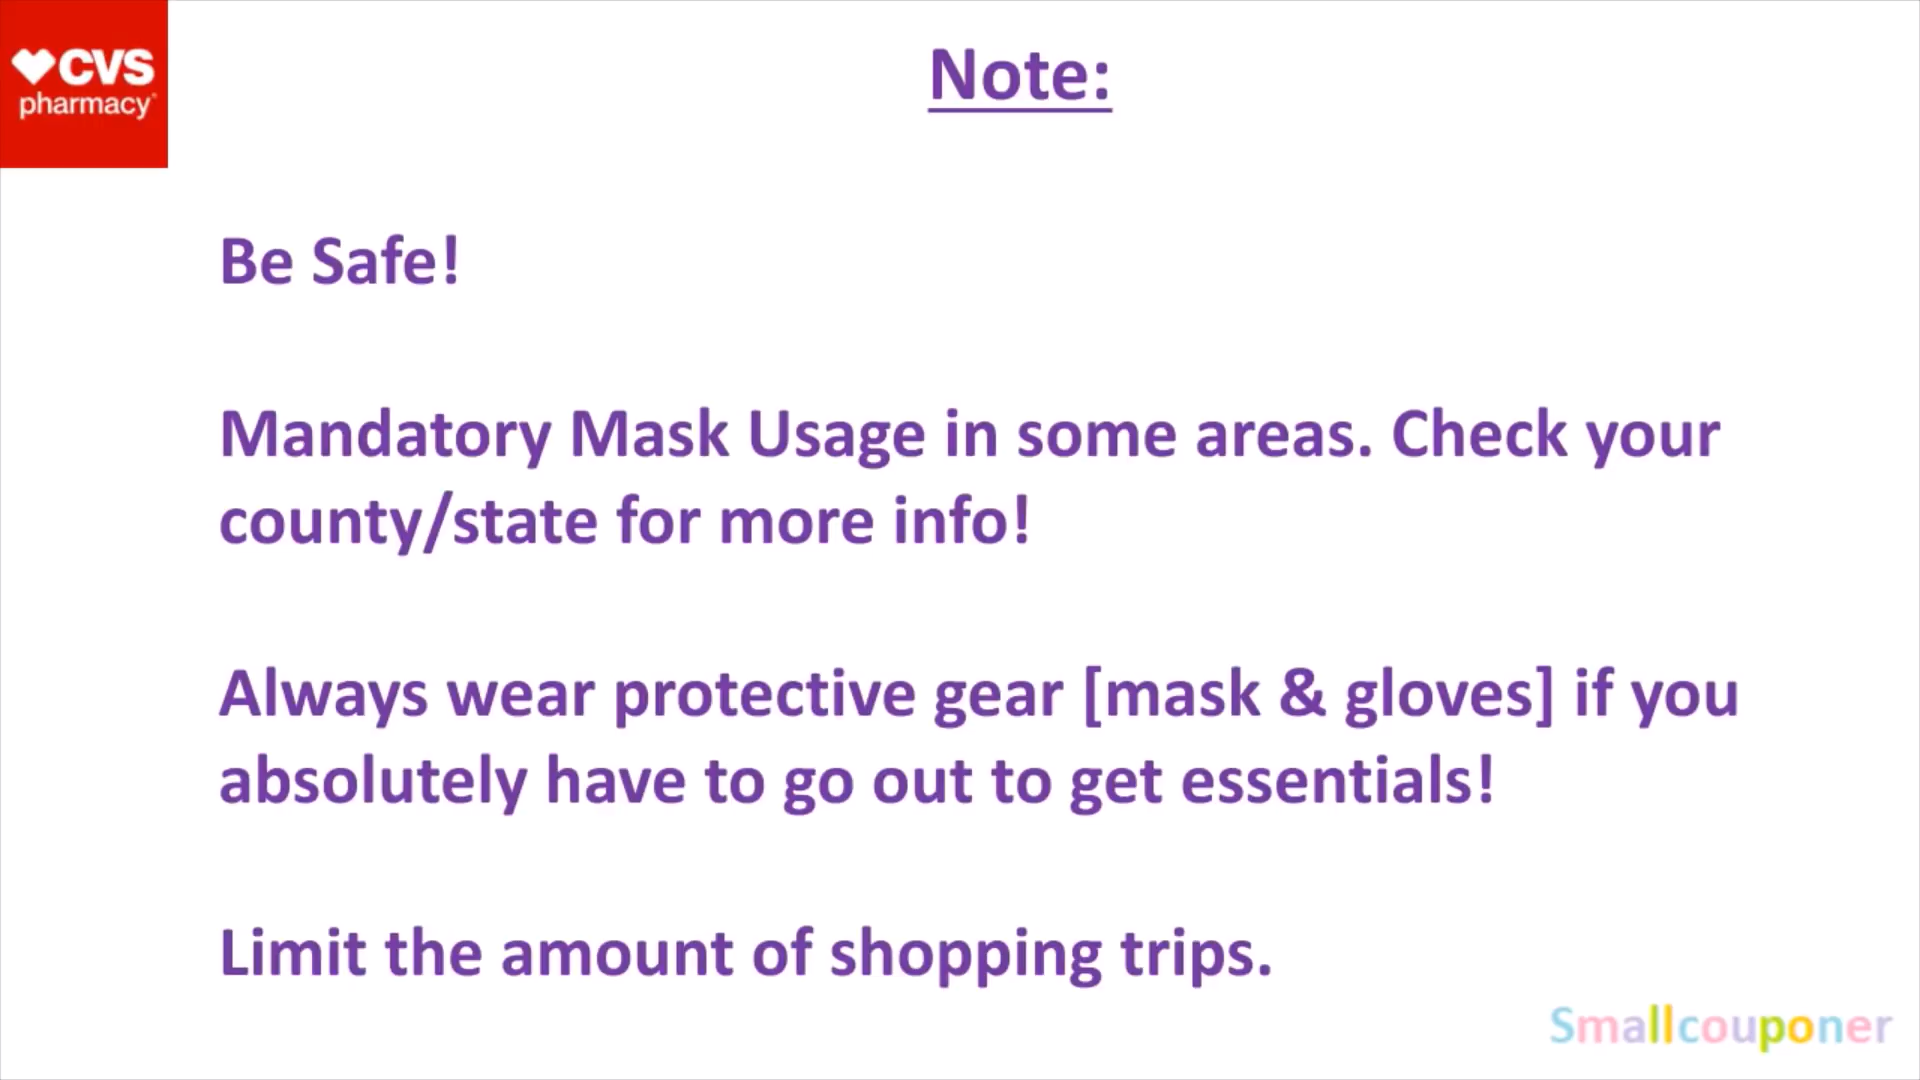 CVS
pharmacy
Note:
Be Safe!
Mandatory Mask Usage in some areas. Check your
county/state for more info!
Always wear protective gear [mask & gloves] if you
absolutely have to go out to get essentials!
Limit the amount of shopping trips.
Smallcouponer